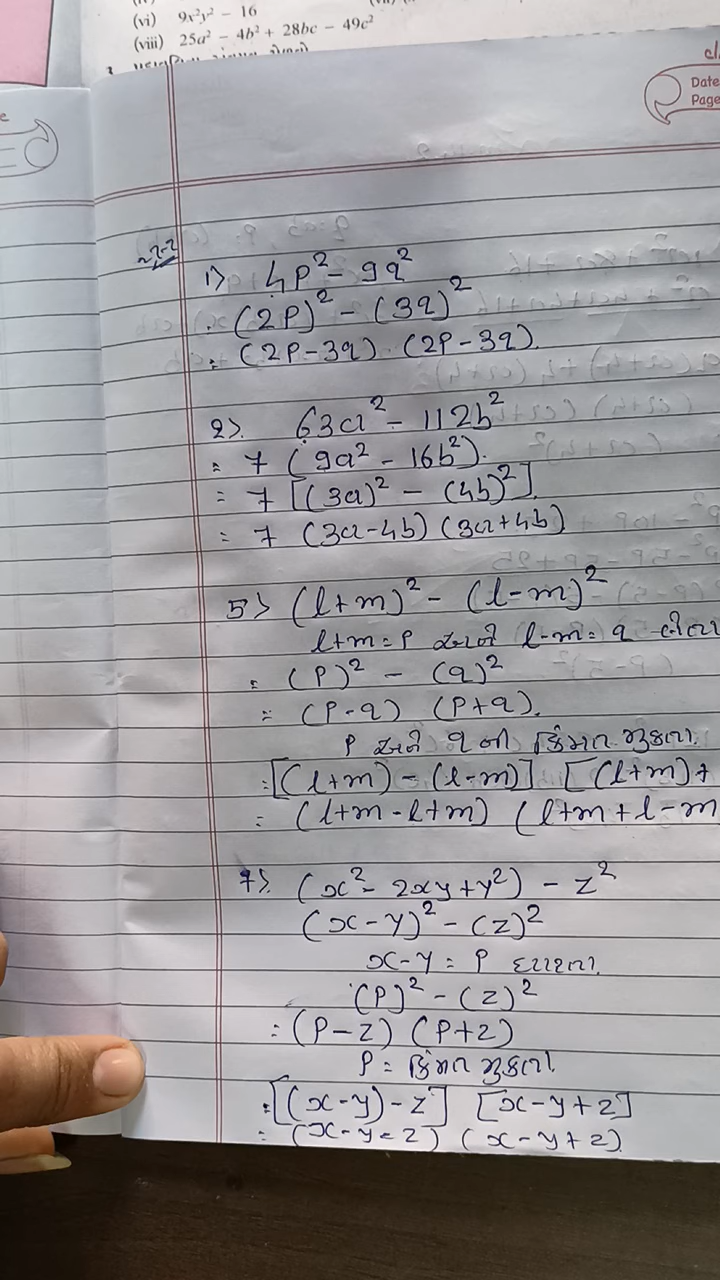 (vi) 9x²y² − 16
(viii) 25a² − 4b² + 28bc − 49c²
Date
Page
1> 4p² − 9q²
(2p)² − (3q)²
= (2p−3q) . (2p−3q).
2>. 63a² − 112b²
= 7 (9a² − 16b²).
= 7 [(3a)² − (4b)²].
= 7 (3a−4b) (3a+4b)
5> (l+m)² − (l−m)²
l+m = p અને l−m = q લેતા
= (p)² − (q)²
= (p−q) (p+q).
p અને q ની કિંમત મુકતા.
=[(l+m) − (l−m)] [(l+m)+
= (l+m−l+m) (l+m+l−m
7>. (x² − 2xy+y²) − z²
(x−y)² − (z)²
x−y = p ધારતા.
(p)² − (z)²
= (p−z) (p+z)
p = કિંમત મુકતા.
=[(x−y)−z] [x−y+z]
= (x−y−z) (x−y+z)